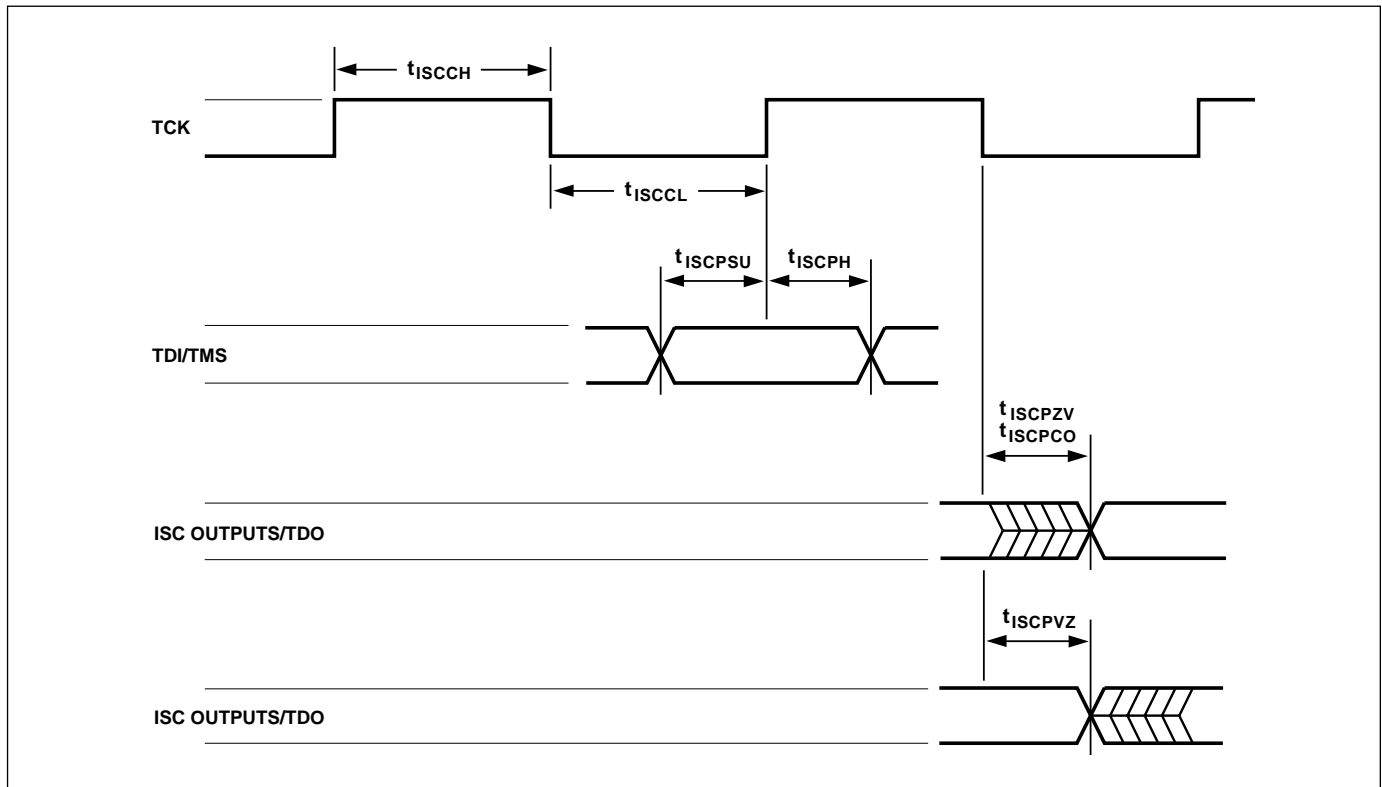 tISCCH
TCK
tISCCL
tISCPSU
tISCPH
TDI/TMS
tISCPZV
tISCPCO
ISC OUTPUTS/TDO
tISCPVZ
ISC OUTPUTS/TDO